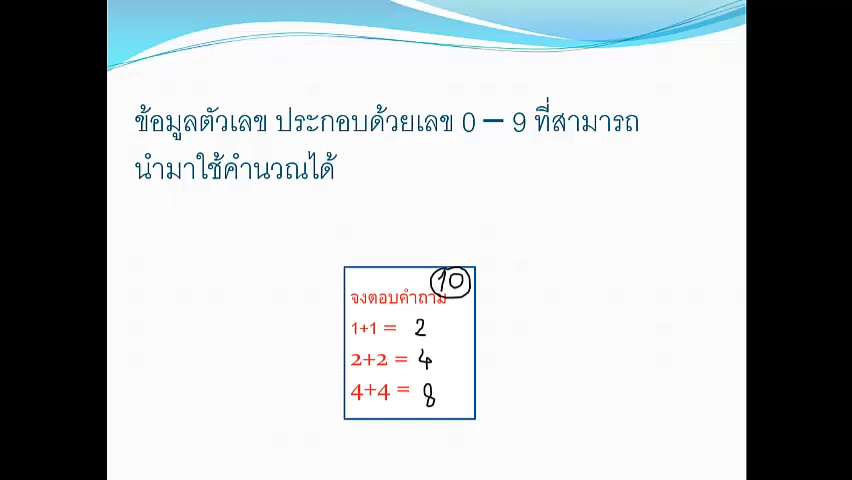 ข้อมูลตัวเลข ประกอบด้วยเลข 0 – 9 ที่สามารถ
นำมาใช้คำนวณได้
10
จงตอบคำถาม
1+1 = 2
2+2 = 4
4+4 = 8